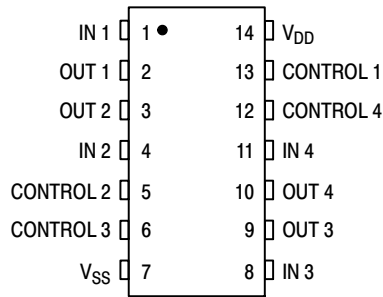 IN 1 1 14 VDD
OUT 1 2 13 CONTROL 1
OUT 2 3 12 CONTROL 4
IN 2 4 11 IN 4
CONTROL 2 5 10 OUT 4
CONTROL 3 6 9 OUT 3
VSS 7 8 IN 3